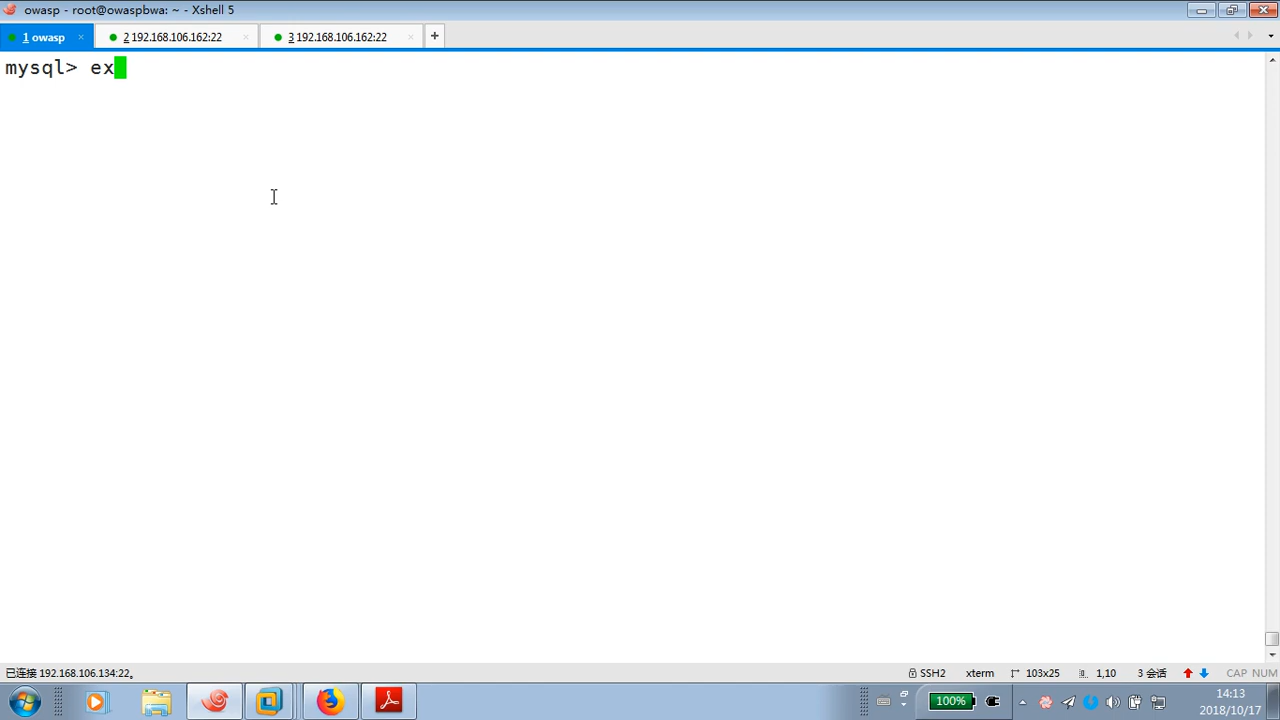 owasp - root@owaspbwa: ~ - Xshell 5
1 owasp × 2 192.168.106.162:22 × 3 192.168.106.162:22 × +
mysql> ex
已连接 192.168.106.134:22。 SSH2 xterm 103x25 1,10 3 会话 CAP NUM
100% 14:13
2018/10/17